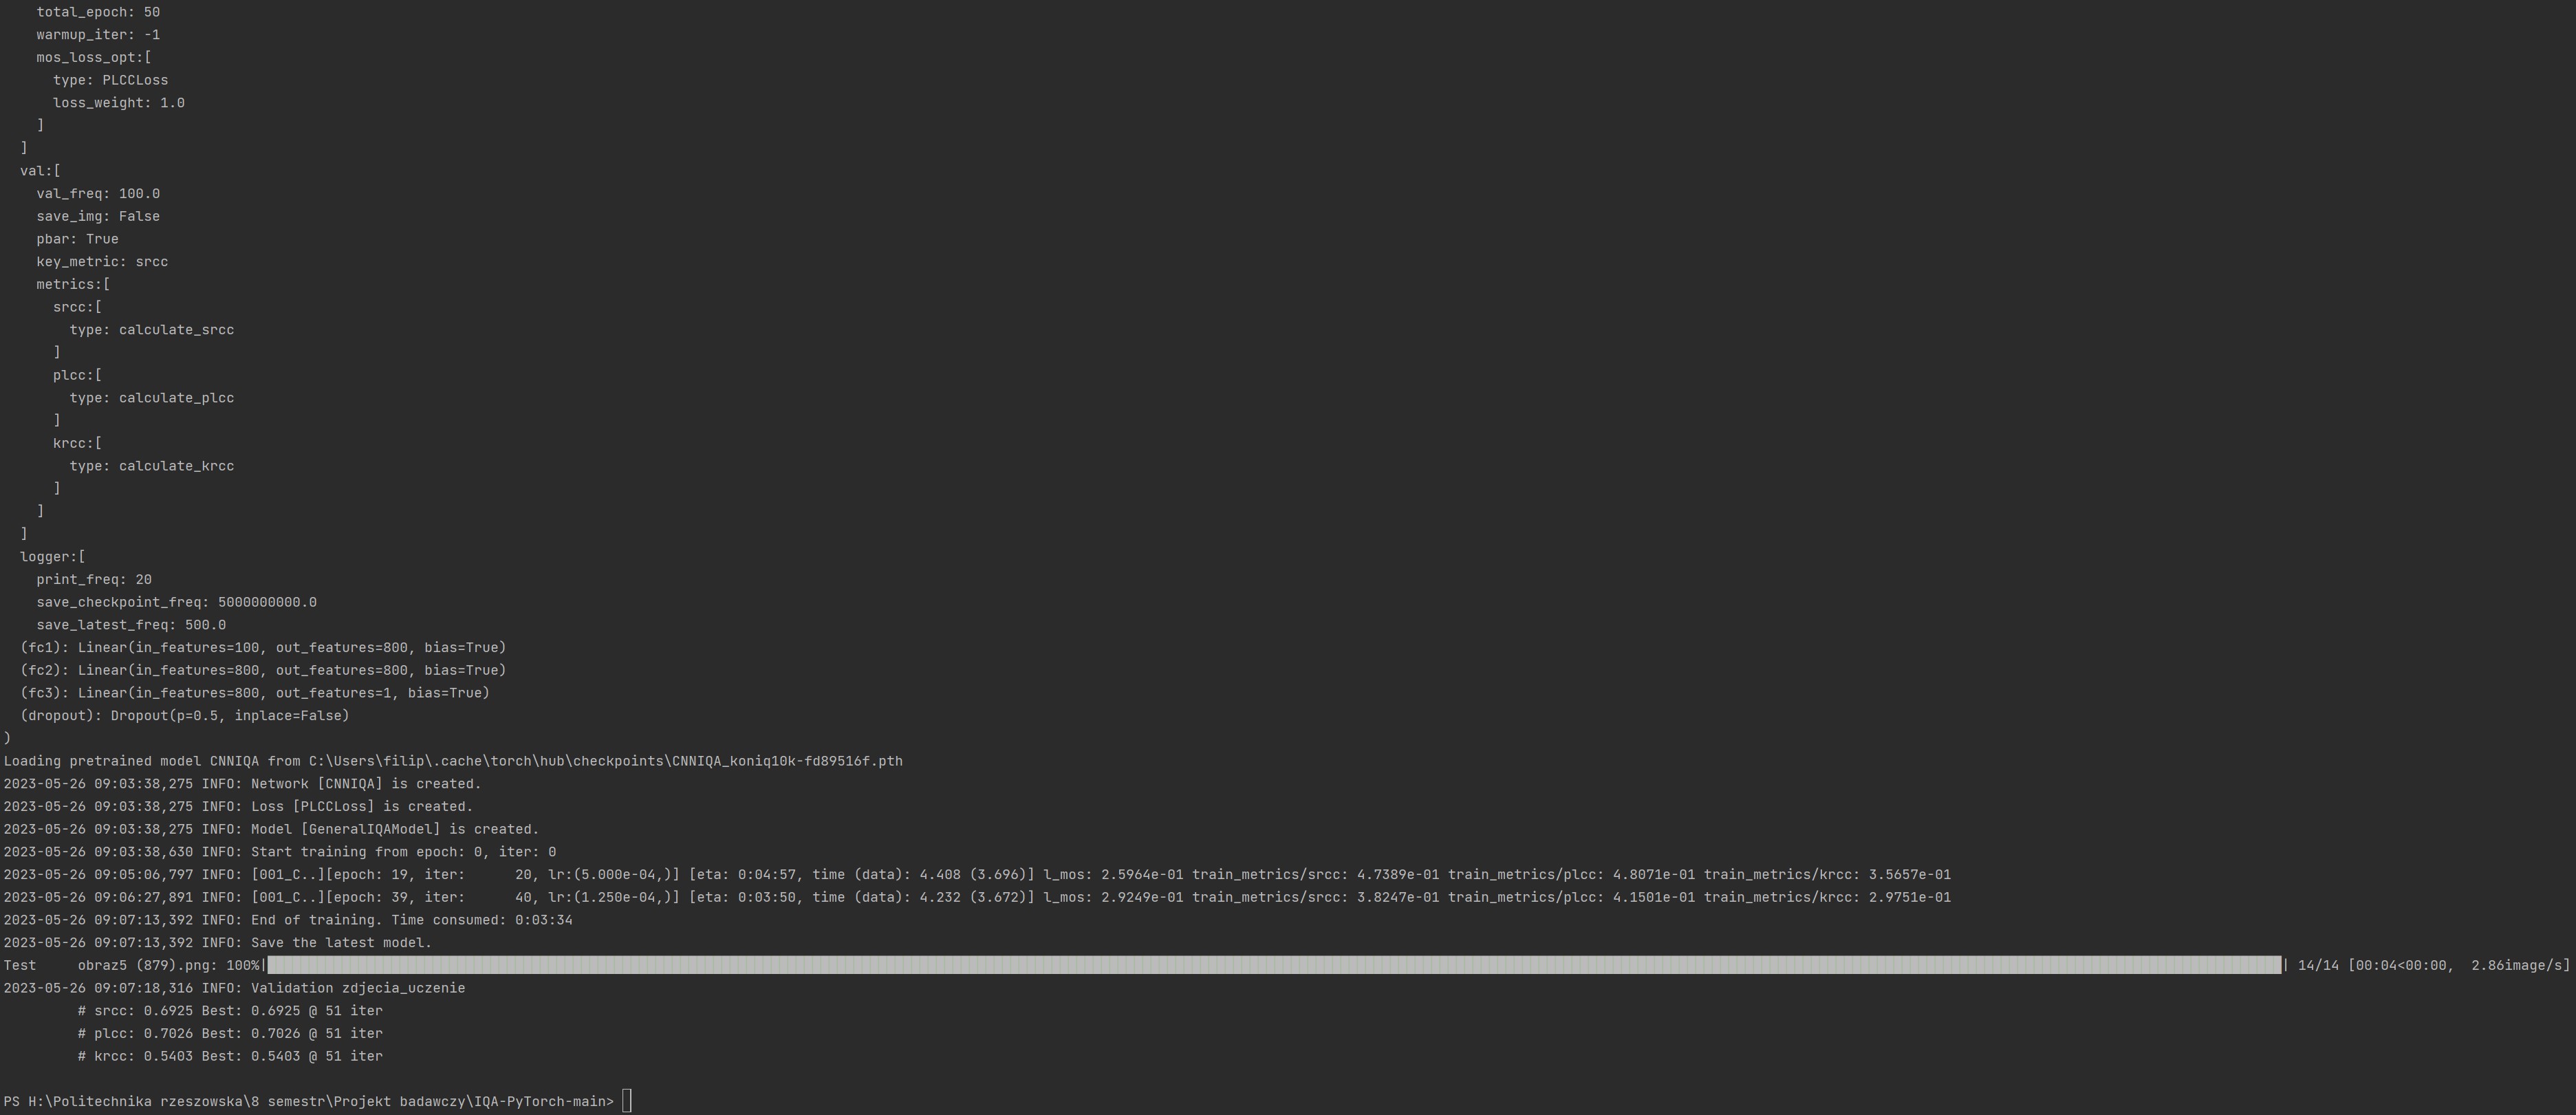 total_epoch: 50
warmup_iter: -1
mos_loss_opt:[
type: PLCCLoss
loss_weight: 1.0
]
]
val:[
val_freq: 100.0
save_img: False
pbar: True
key_metric: srcc
metrics:[
srcc:[
type: calculate_srcc
]
plcc:[
type: calculate_plcc
]
krcc:[
type: calculate_krcc
]
]
]
logger:[
print_freq: 20
save_checkpoint_freq: 5000000000.0
save_latest_freq: 500.0
(fc1): Linear(in_features=100, out_features=800, bias=True)
(fc2): Linear(in_features=800, out_features=800, bias=True)
(fc3): Linear(in_features=800, out_features=1, bias=True)
(dropout): Dropout(p=0.5, inplace=False)
)
Loading pretrained model CNNIQA from C:\Users\filip\.cache\torch\hub\checkpoints\CNNIQA_koniq10k-fd89516f.pth
2023-05-26 09:03:38,275 INFO: Network [CNNIQA] is created.
2023-05-26 09:03:38,275 INFO: Loss [PLCCLoss] is created.
2023-05-26 09:03:38,275 INFO: Model [GeneralIQAModel] is created.
2023-05-26 09:03:38,630 INFO: Start training from epoch: 0, iter: 0
2023-05-26 09:05:06,797 INFO: [001_C..][epoch: 19, iter:      20, lr:(5.000e-04,)] [eta: 0:04:57, time (data): 4.408 (3.696)] l_mos: 2.5964e-01 train_metrics/srcc: 4.7389e-01 train_metrics/plcc: 4.8071e-01 train_metrics/krcc: 3.5657e-01
2023-05-26 09:06:27,891 INFO: [001_C..][epoch: 39, iter:      40, lr:(1.250e-04,)] [eta: 0:03:50, time (data): 4.232 (3.672)] l_mos: 2.9249e-01 train_metrics/srcc: 3.8247e-01 train_metrics/plcc: 4.1501e-01 train_metrics/krcc: 2.9751e-01
2023-05-26 09:07:13,392 INFO: End of training. Time consumed: 0:03:34
2023-05-26 09:07:13,392 INFO: Save the latest model.
Test     obraz5 (879).png: 100%|| 14/14 [00:04<00:00,  2.86image/s]
2023-05-26 09:07:18,316 INFO: Validation zdjecia_uczenie
# srcc: 0.6925 Best: 0.6925 @ 51 iter
# plcc: 0.7026 Best: 0.7026 @ 51 iter
# krcc: 0.5403 Best: 0.5403 @ 51 iter
PS H:\Politechnika rzeszowska\8 semestr\Projekt badawczy\IQA-PyTorch-main>